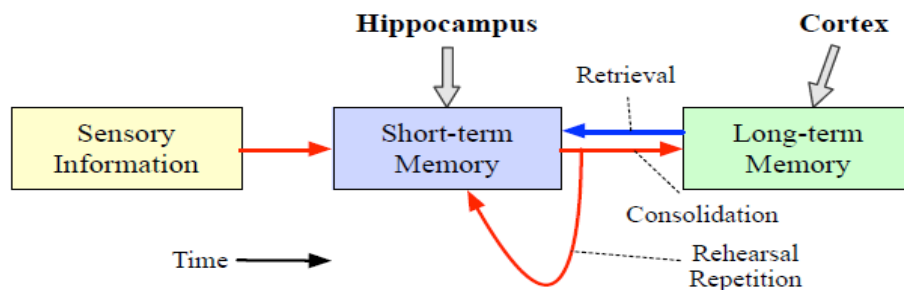 Hippocampus
Cortex
Retrieval
Sensory
Information
Short-term
Memory
Long-term
Memory
Consolidation
Time
Rehearsal
Repetition